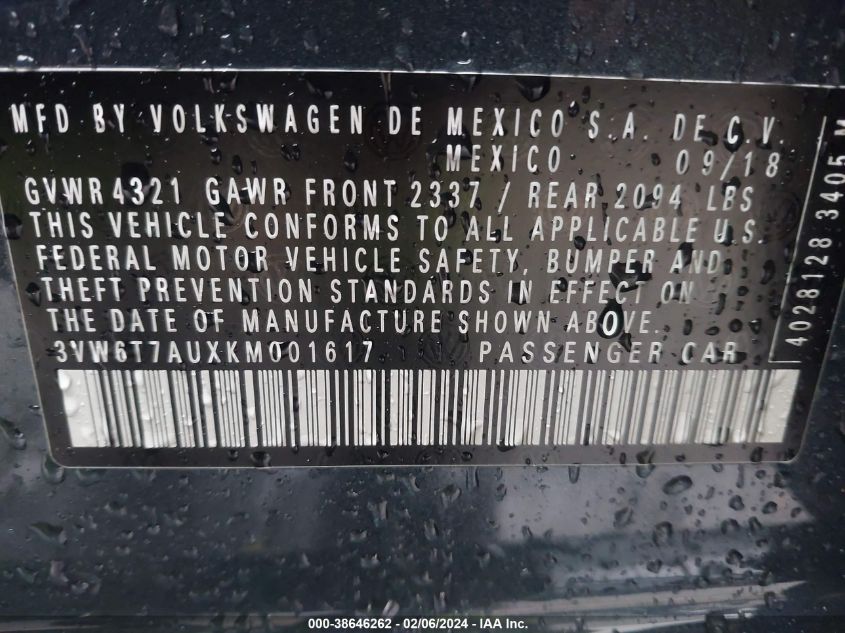 MFD BY VOLKSWAGEN DE MEXICO S.A. DE C.V.
MEXICO 09/18
GVWR 4321 GAWR FRONT 2337 / REAR 2094 LBS
THIS VEHICLE CONFORMS TO ALL APPLICABLE U.S.
FEDERAL MOTOR VEHICLE SAFETY, BUMPER AND
THEFT PREVENTION STANDARDS IN EFFECT ON
THE DATE OF MANUFACTURE SHOWN ABOVE.
3VW6T7AUXKM001617 PASSENGER CAR
4028128 3405 M
000-38646262 - 02/06/2024 - IAA Inc.